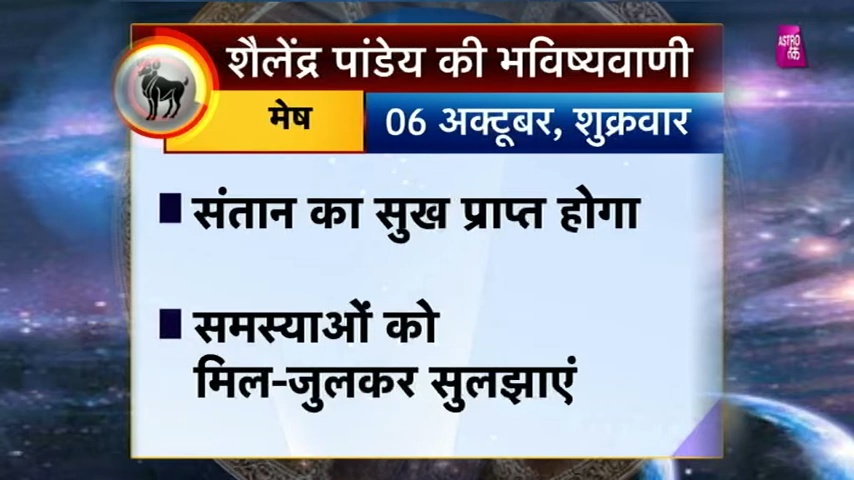 शैलेंद्र पांडेय की भविष्यवाणी
ASTRO
तक
मेष
06 अक्टूबर, शुक्रवार
संतान का सुख प्राप्त होगा
समस्याओं को
मिल-जुलकर सुलझाएं